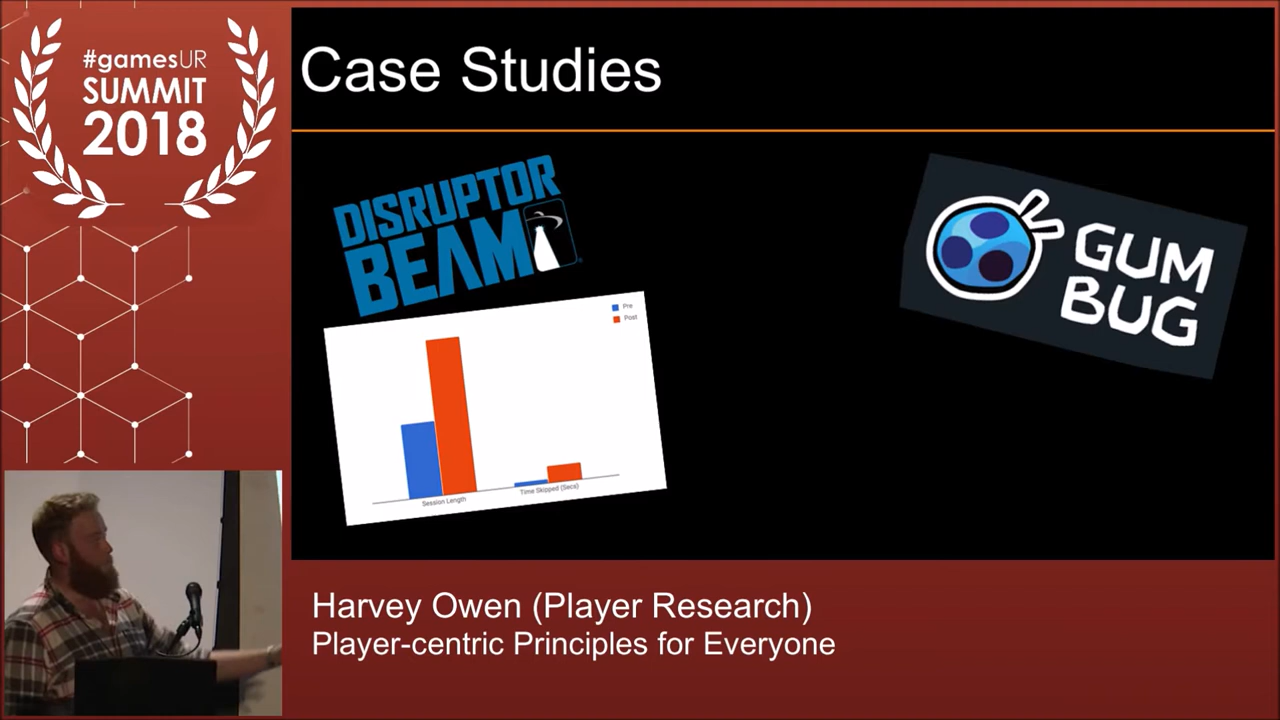 #gamesUR
SUMMIT
2018
Case Studies
DISRUPTOR
BEAM
GUM
BUG
Pre
Post
Session Length
Time Skipped (Secs)
Harvey Owen (Player Research)
Player-centric Principles for Everyone